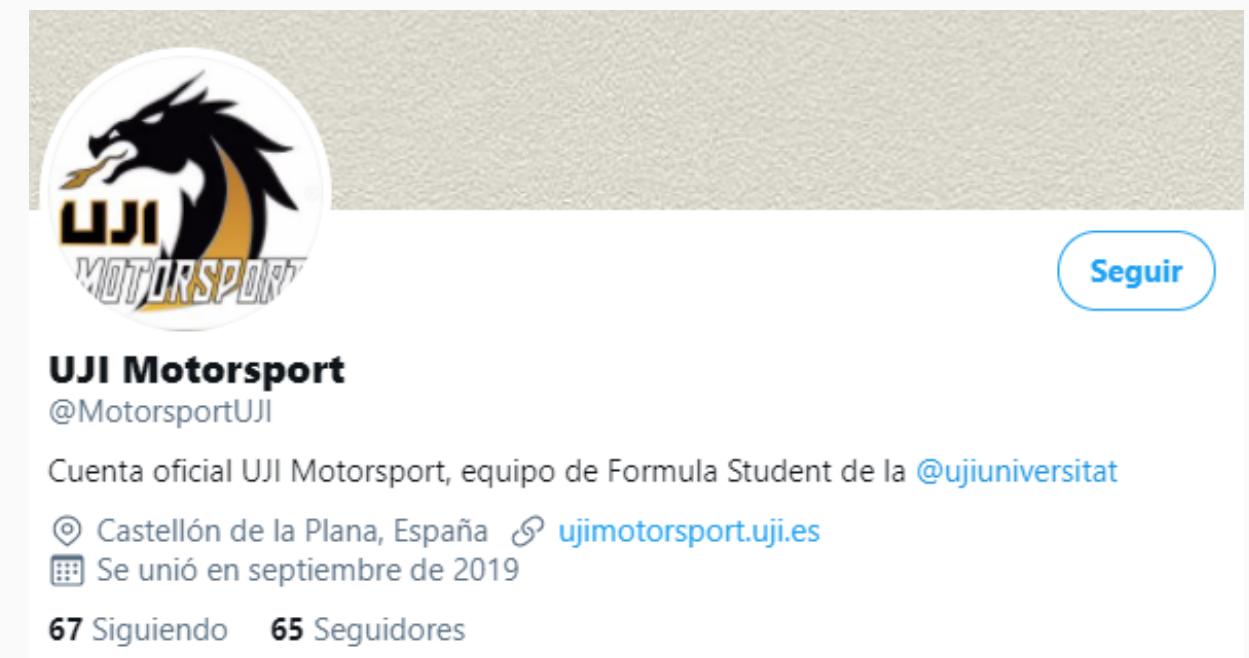 UJI
MOTORSPORT
Seguir
UJI Motorsport
@MotorsportUJI
Cuenta oficial UJI Motorsport, equipo de Formula Student de la @ujiuniversitat
Castellón de la Plana, España ujimotorsport.uji.es
Se unió en septiembre de 2019
67 Siguiendo 65 Seguidores